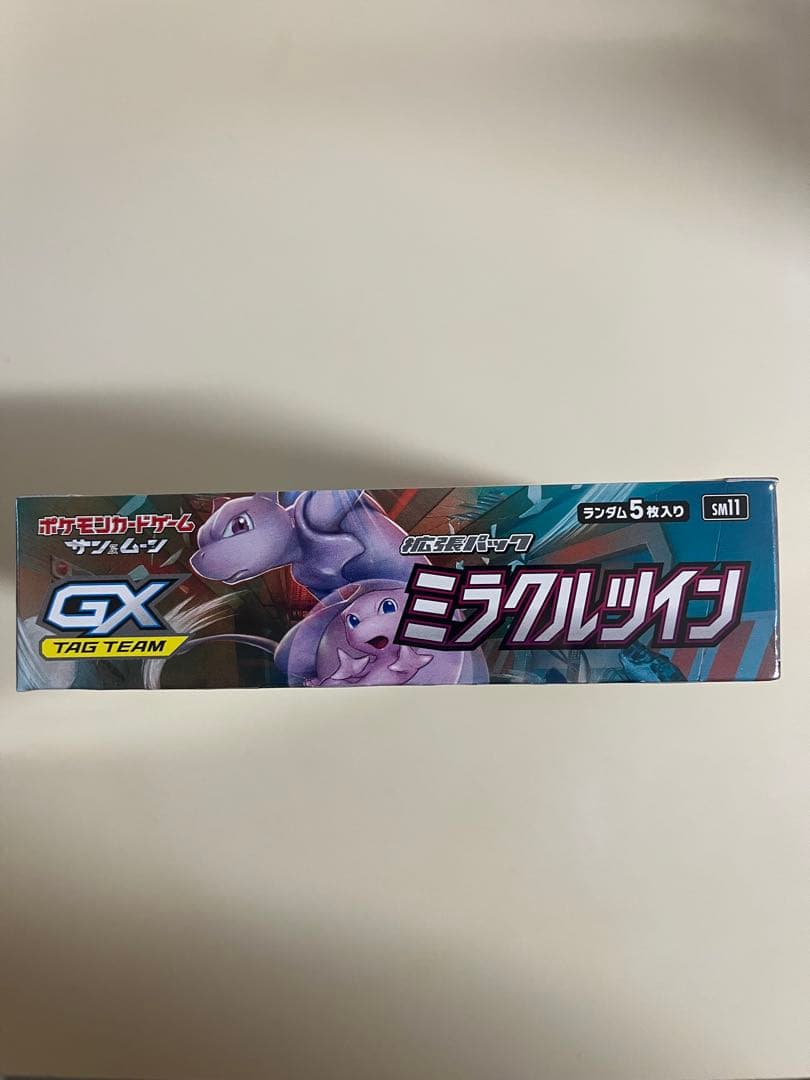 ポケモンカードゲーム
サン&ムーン
GX
TAG TEAM
拡張パック
ミラクルツイン
ランダム5枚入り
SM11